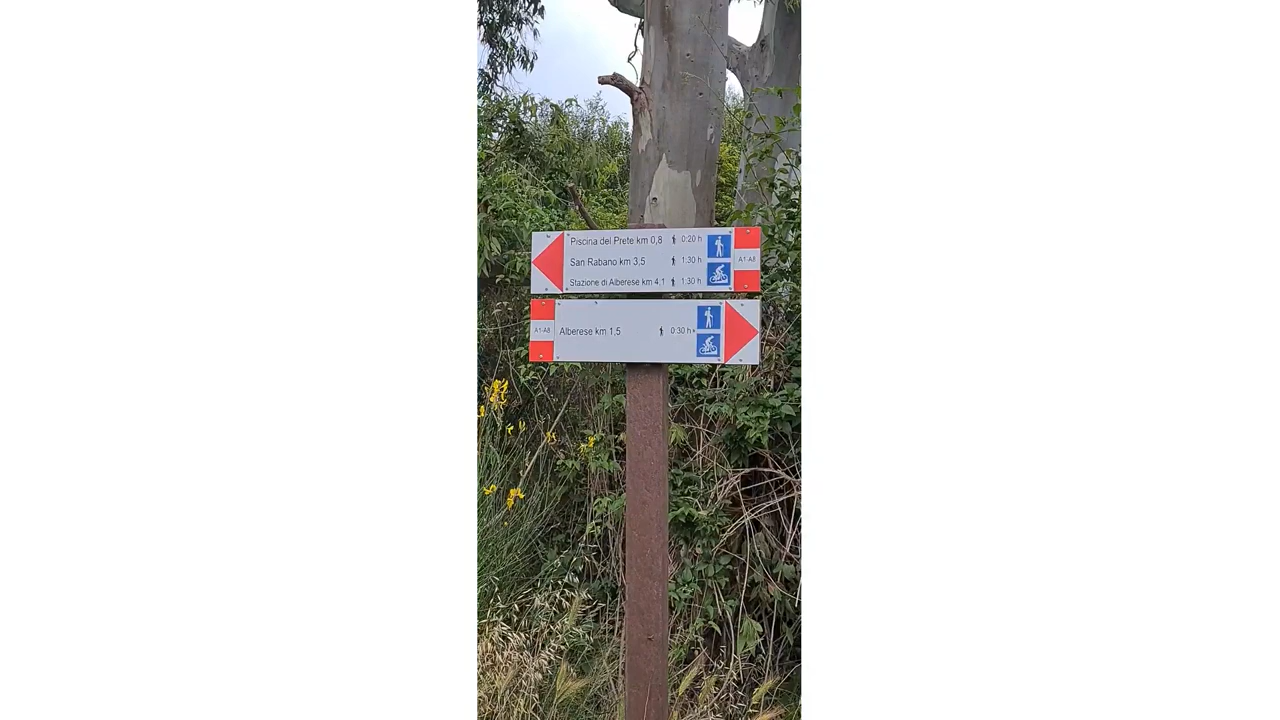 Piscina del Prete km 0,8 0:20 h
San Rabano km 3,5 1:30 h
Stazione di Alberese km 4,1 1:30 h
A1-A8
A1-A8
Alberese km 1,5 0:30 h